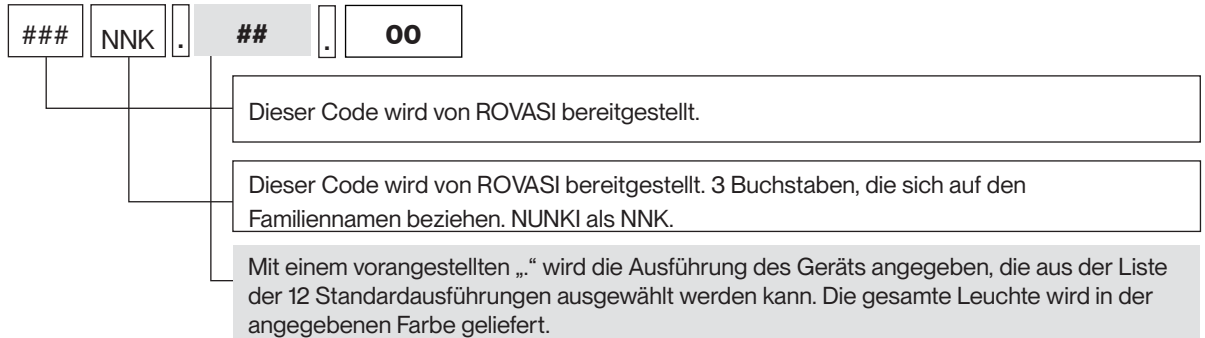 ### NNK . ## . 00
Dieser Code wird von ROVASI bereitgestellt.
Dieser Code wird von ROVASI bereitgestellt. 3 Buchstaben, die sich auf den
Familiennamen beziehen. NUNKI als NNK.
Mit einem vorangestellten „.“ wird die Ausführung des Geräts angegeben, die aus der Liste
der 12 Standardausführungen ausgewählt werden kann. Die gesamte Leuchte wird in der
angegebenen Farbe geliefert.